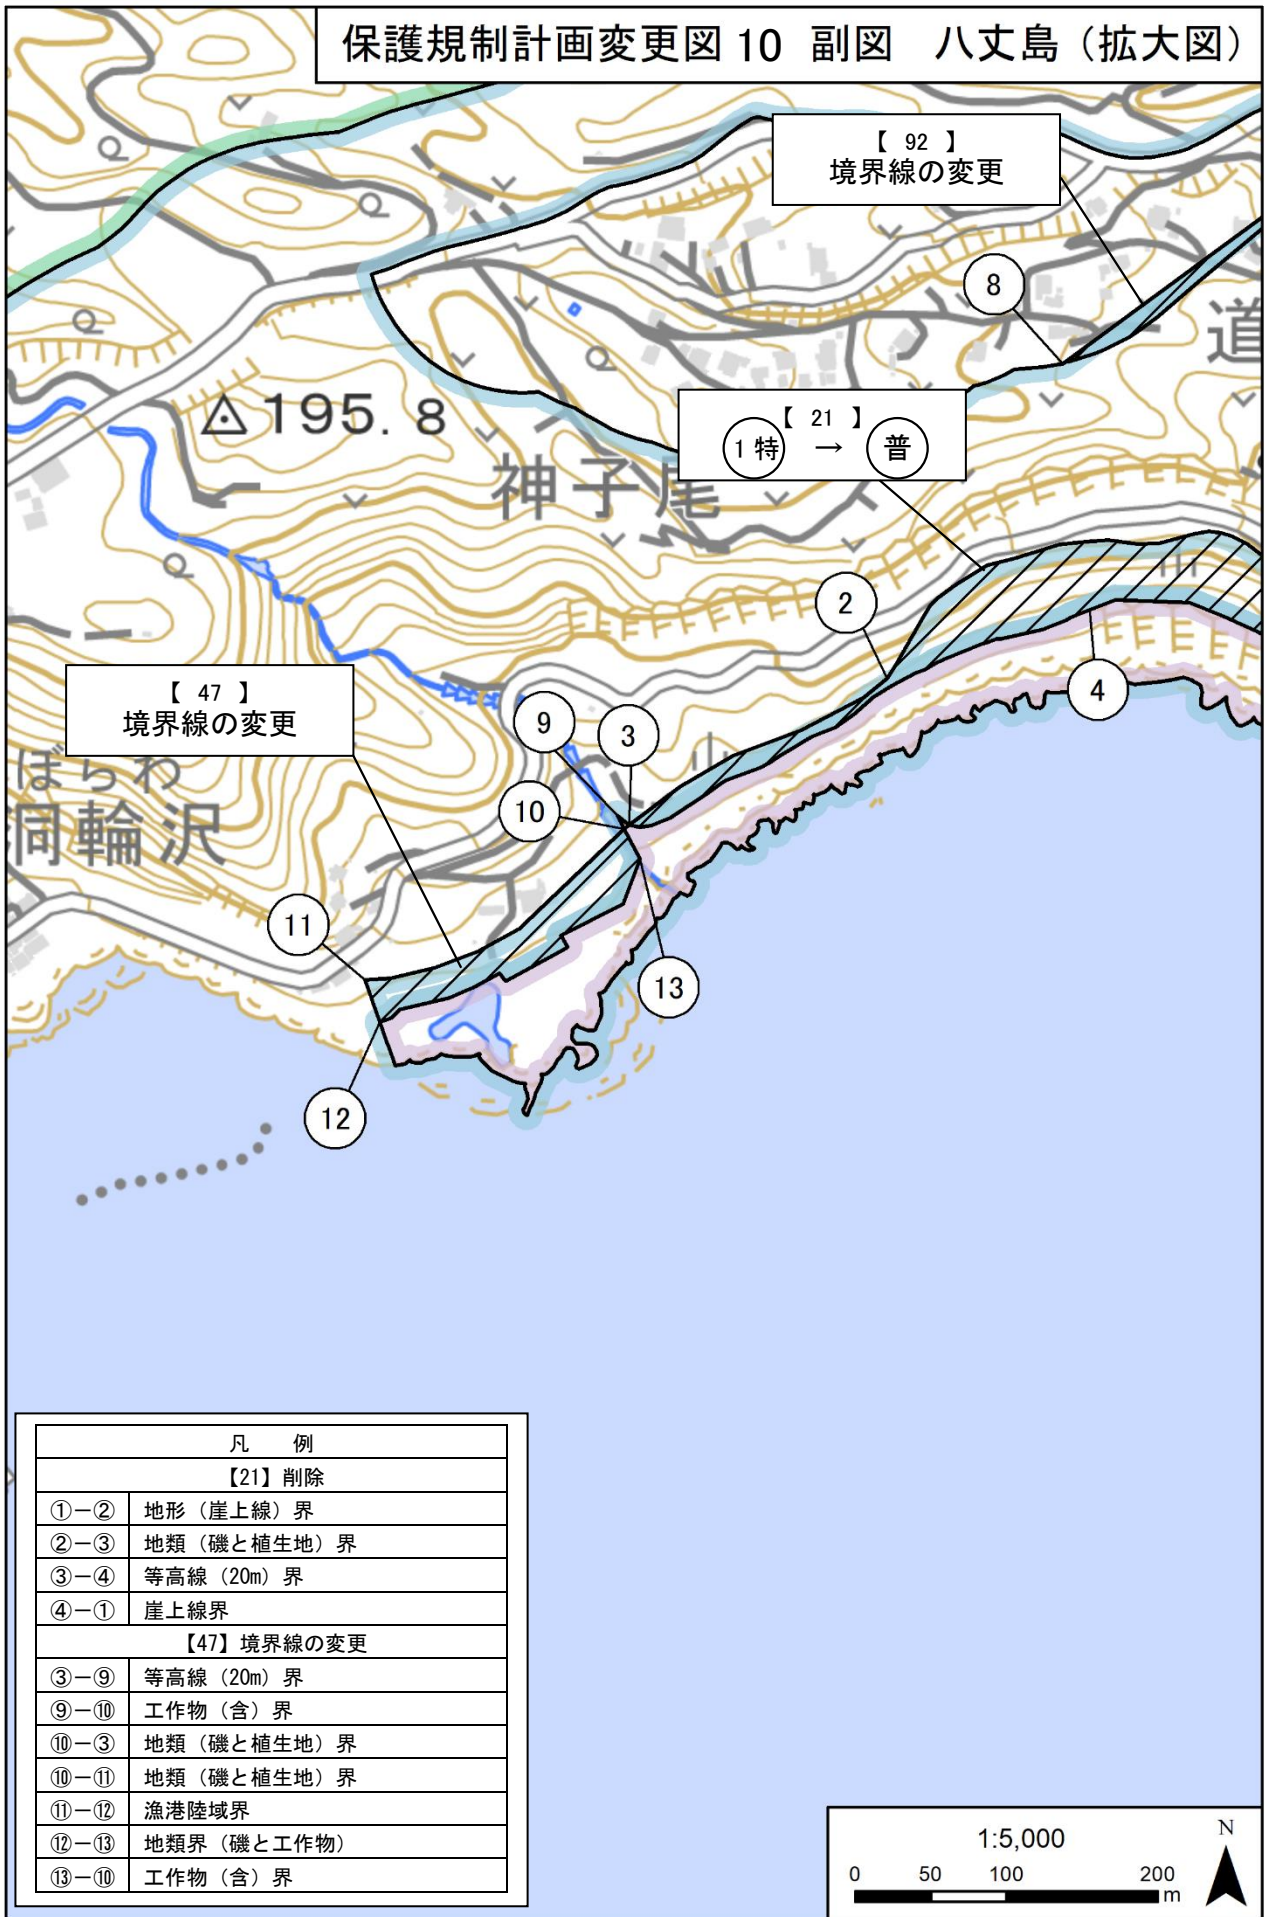 保護規制計画変更図 10 副図 八丈島（拡大図）
【 92 】
境界線の変更
8
道
【 21 】
1特 → 普
195. 8
神子尾
2
4
【 47 】
境界線の変更
9
3
10
ぼらわ
洞輪沢
11
13
12
凡 例
【21】削除
①－② 地形（崖上線）界
②－③ 地類（磯と植生地）界
③－④ 等高線（20m）界
④－① 崖上線界
【47】境界線の変更
③－⑨ 等高線（20m）界
⑨－⑩ 工作物（含）界
⑩－③ 地類（磯と植生地）界
⑩－⑪ 地類（磯と植生地）界
⑪－⑫ 漁港陸域界
⑫－⑬ 地類界（磯と工作物）
⑬－⑩ 工作物（含）界
1:5,000
N
0 50 100 200
m